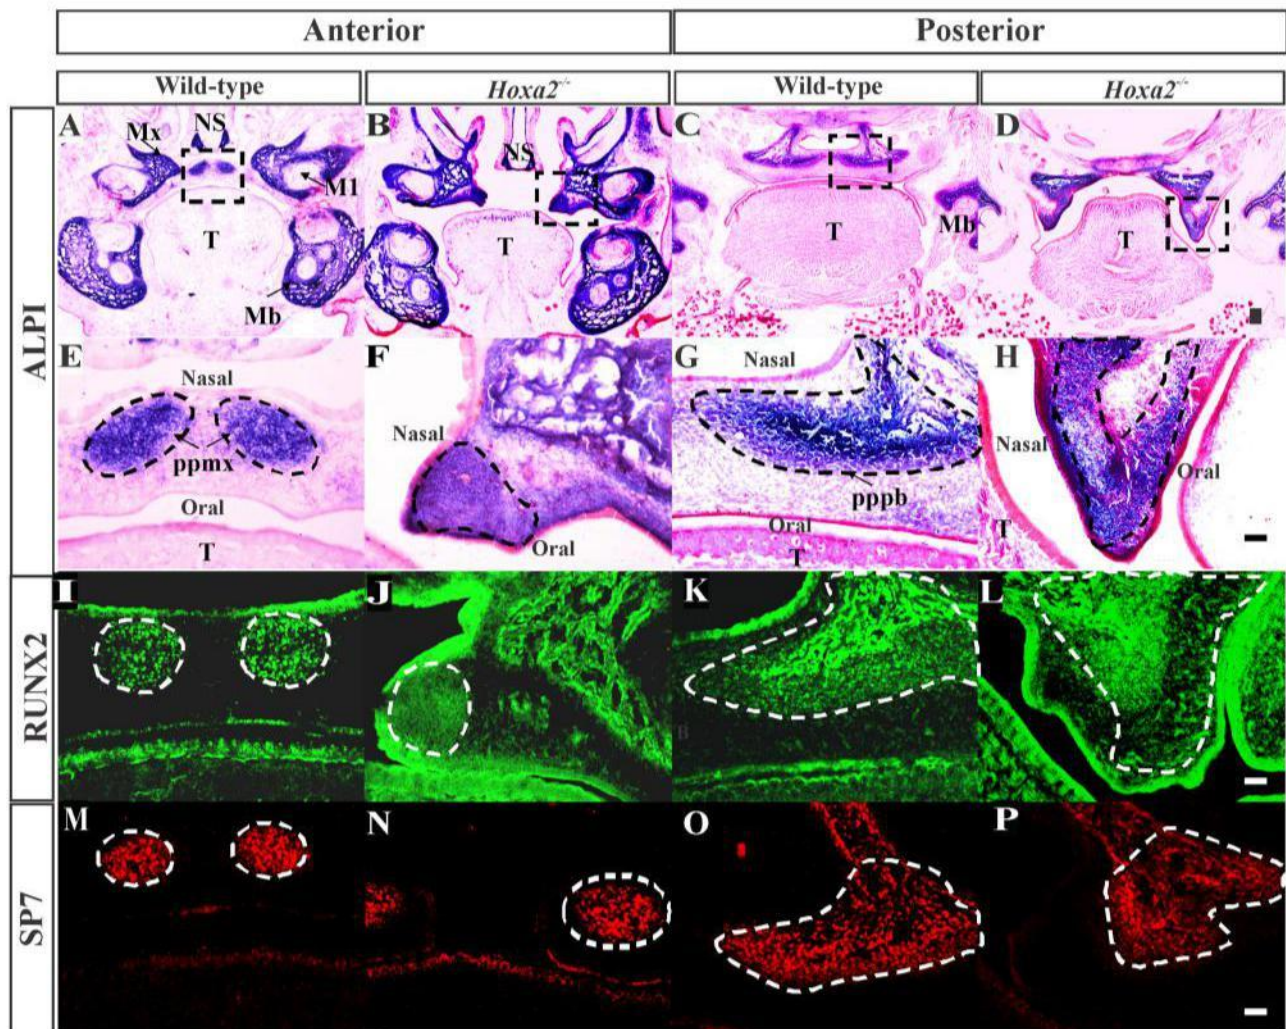 Anterior Posterior
Wild-type Hoxa2-/- Wild-type Hoxa2-/-
ALPI
A Mx NS M1 T Mb
B NS T
C T Mb
D T
E Nasal ppmx Oral T
F Nasal Oral
G Nasal pppb Oral T
H Nasal Oral T
RUNX2
I J K L
SP7
M N O P